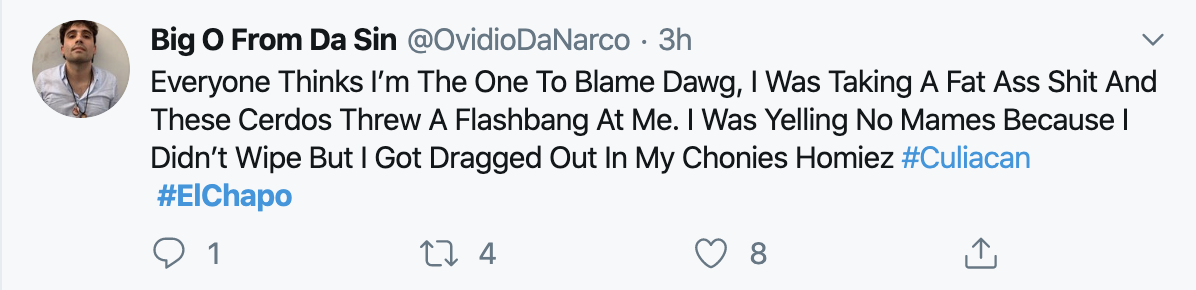 Big O From Da Sin @OvidioDaNarco · 3h
Everyone Thinks I'm The One To Blame Dawg, I Was Taking A Fat Ass Shit And
These Cerdos Threw A Flashbang At Me. I Was Yelling No Mames Because I
Didn't Wipe But I Got Dragged Out In My Chonies Homiez #Culiacan
#ElChapo
1 4 8